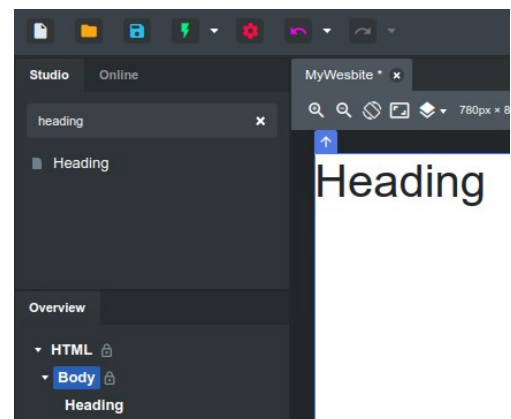 Studio Online
MyWesbite *
heading
780px × 8
Heading
Heading
Overview
HTML
Body
Heading